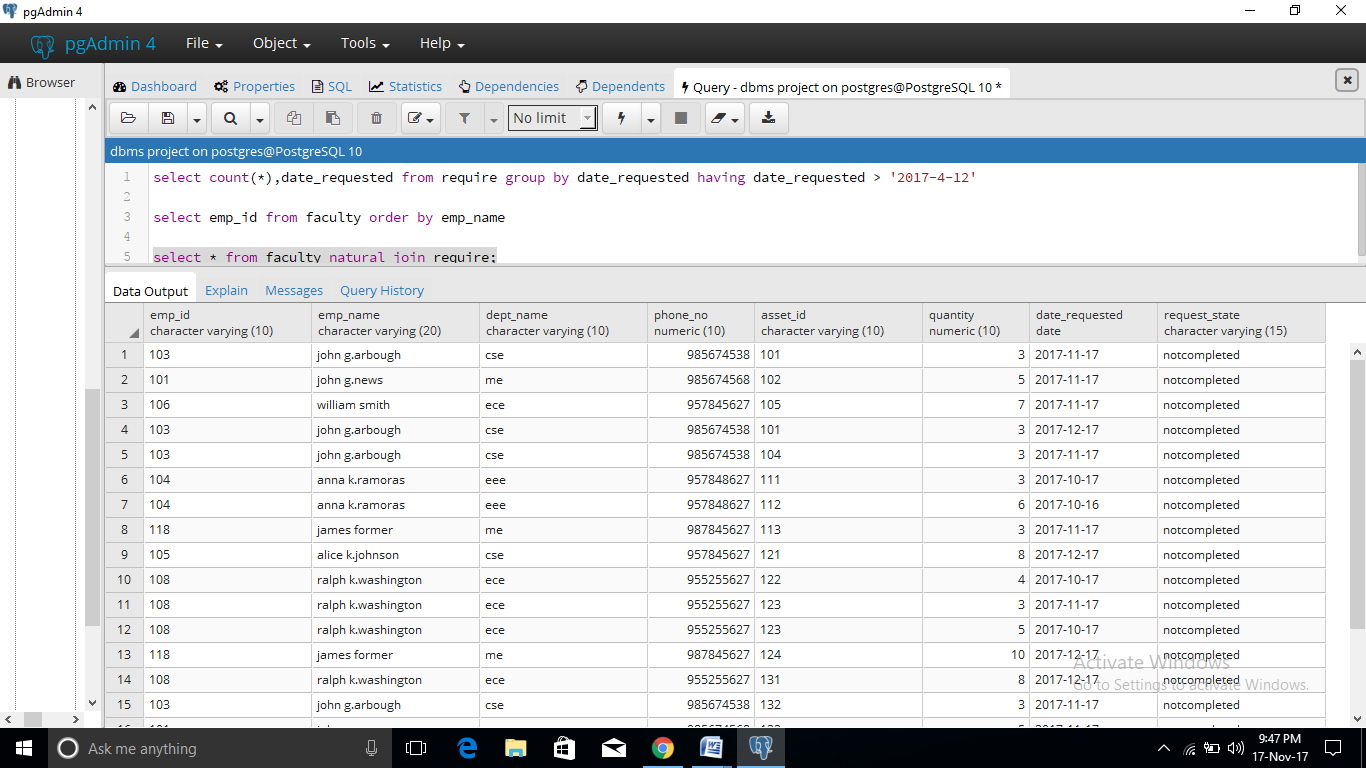 pgAdmin 4
pgAdmin 4 File Object Tools Help
Browser
Dashboard Properties SQL Statistics Dependencies Dependents Query - dbms project on postgres@PostgreSQL 10 *
No limit
dbms project on postgres@PostgreSQL 10
1 select count(*),date_requested from require group by date_requested having date_requested > '2017-4-12'
2
3 select emp_id from faculty order by emp_name
4
5 select * from faculty natural join require;
Data Output Explain Messages Query History
emp_id emp_name dept_name phone_no asset_id quantity date_requested request_state
character varying (10) character varying (20) character varying (10) numeric (10) character varying (10) numeric (10) date character varying (15)
1 103 john g.arbough cse 985674538 101 3 2017-11-17 notcompleted
2 101 john g.news me 985674568 102 5 2017-11-17 notcompleted
3 106 william smith ece 957845627 105 7 2017-11-17 notcompleted
4 103 john g.arbough cse 985674538 101 3 2017-12-17 notcompleted
5 103 john g.arbough cse 985674538 104 3 2017-11-17 notcompleted
6 104 anna k.ramoras eee 957848627 111 3 2017-10-17 notcompleted
7 104 anna k.ramoras eee 957848627 112 6 2017-10-16 notcompleted
8 118 james former me 987845627 113 3 2017-11-17 notcompleted
9 105 alice k.johnson cse 957845627 121 8 2017-12-17 notcompleted
10 108 ralph k.washington ece 955255627 122 4 2017-10-17 notcompleted
11 108 ralph k.washington ece 955255627 123 3 2017-11-17 notcompleted
12 108 ralph k.washington ece 955255627 123 5 2017-10-17 notcompleted
13 118 james former me 987845627 124 10 2017-12-17 notcompleted
Activate Windows
14 108 ralph k.washington ece 955255627 131 8 2017-12-17 notcompleted
Go to Settings to activate Windows.
15 103 john g.arbough cse 985674538 132 3 2017-11-17 notcompleted
Ask me anything
9:47 PM
17-Nov-17